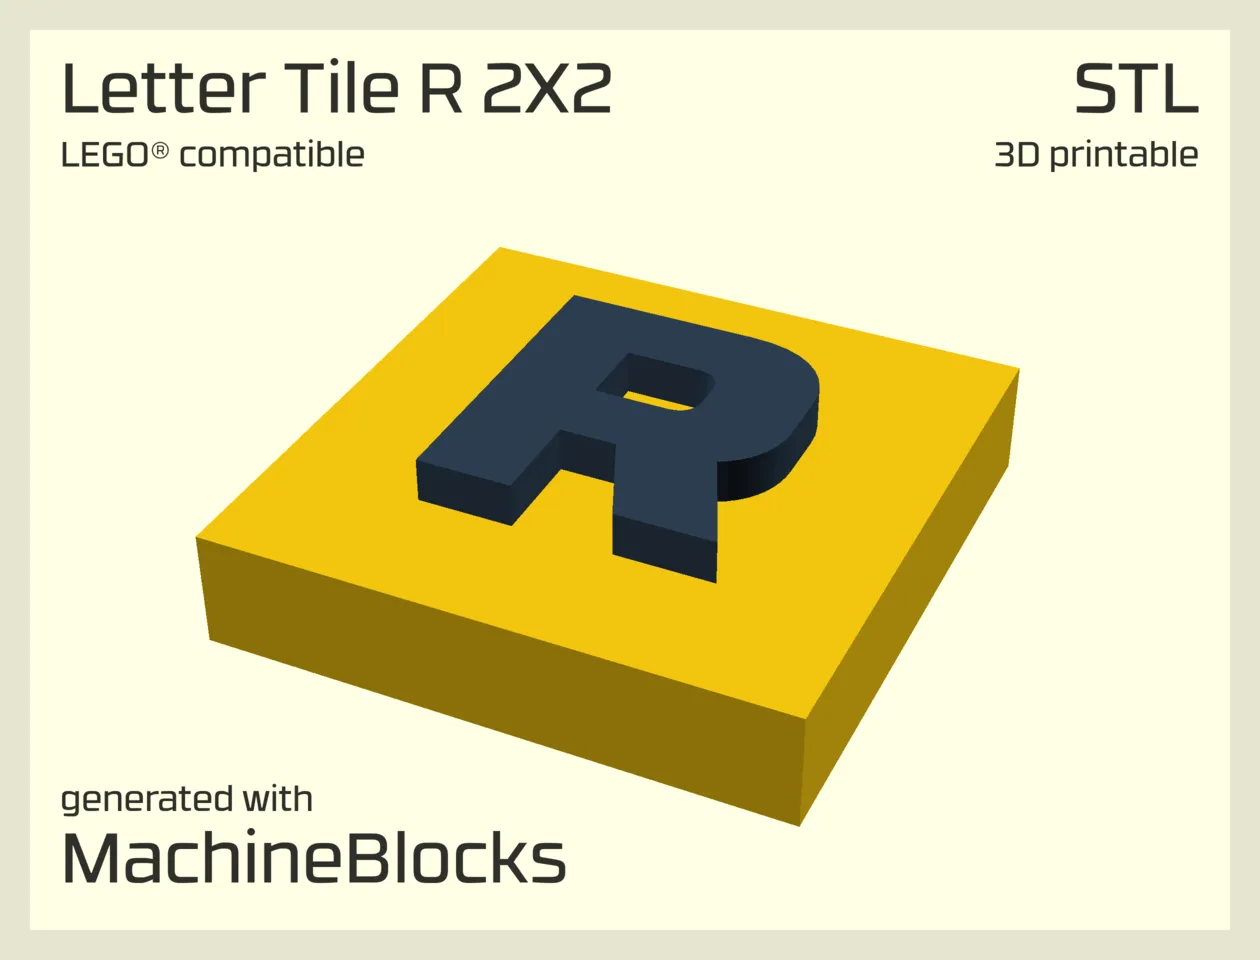 Letter Tile R 2X2
STL
LEGO® compatible
3D printable
R
generated with
MachineBlocks